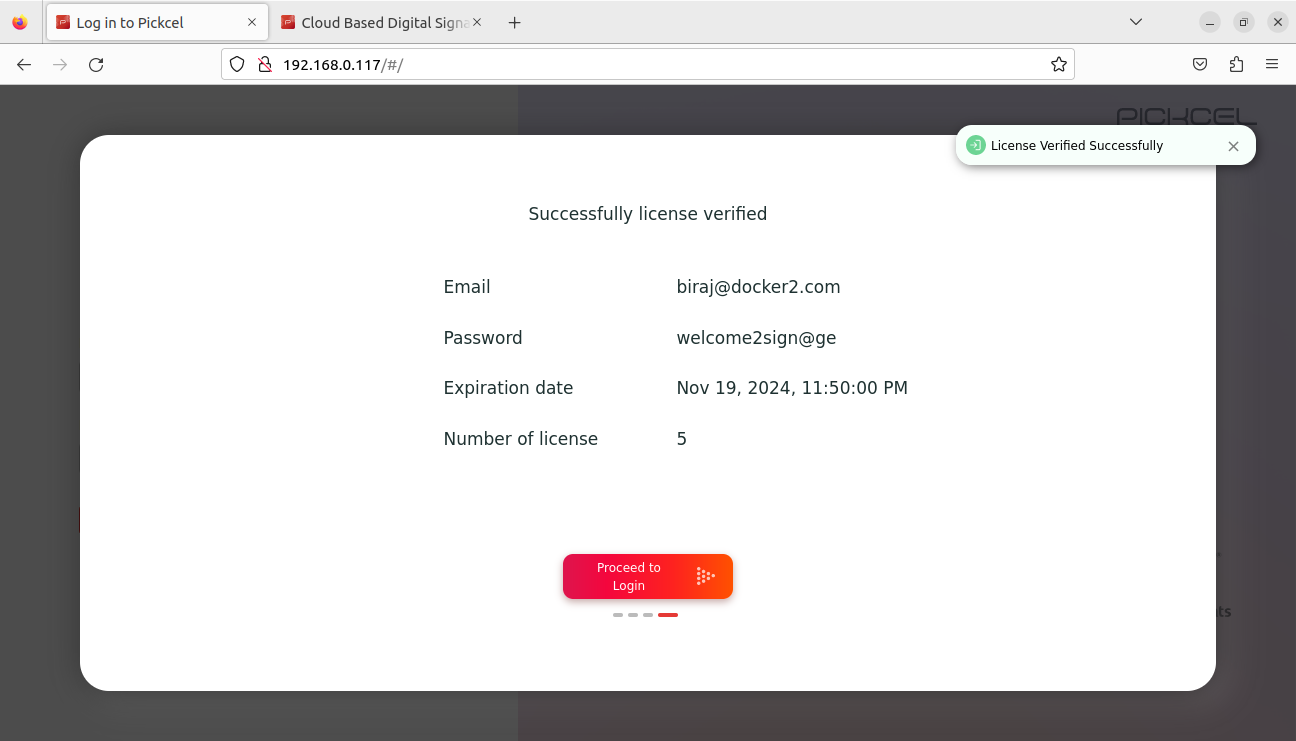 Log in to Pickcel
Cloud Based Digital Signa
192.168.0.117/#/
PICKCEL
License Verified Successfully
Successfully license verified
Email biraj@docker2.com
Password welcome2sign@ge
Expiration date Nov 19, 2024, 11:50:00 PM
Number of license 5
Proceed to
Login